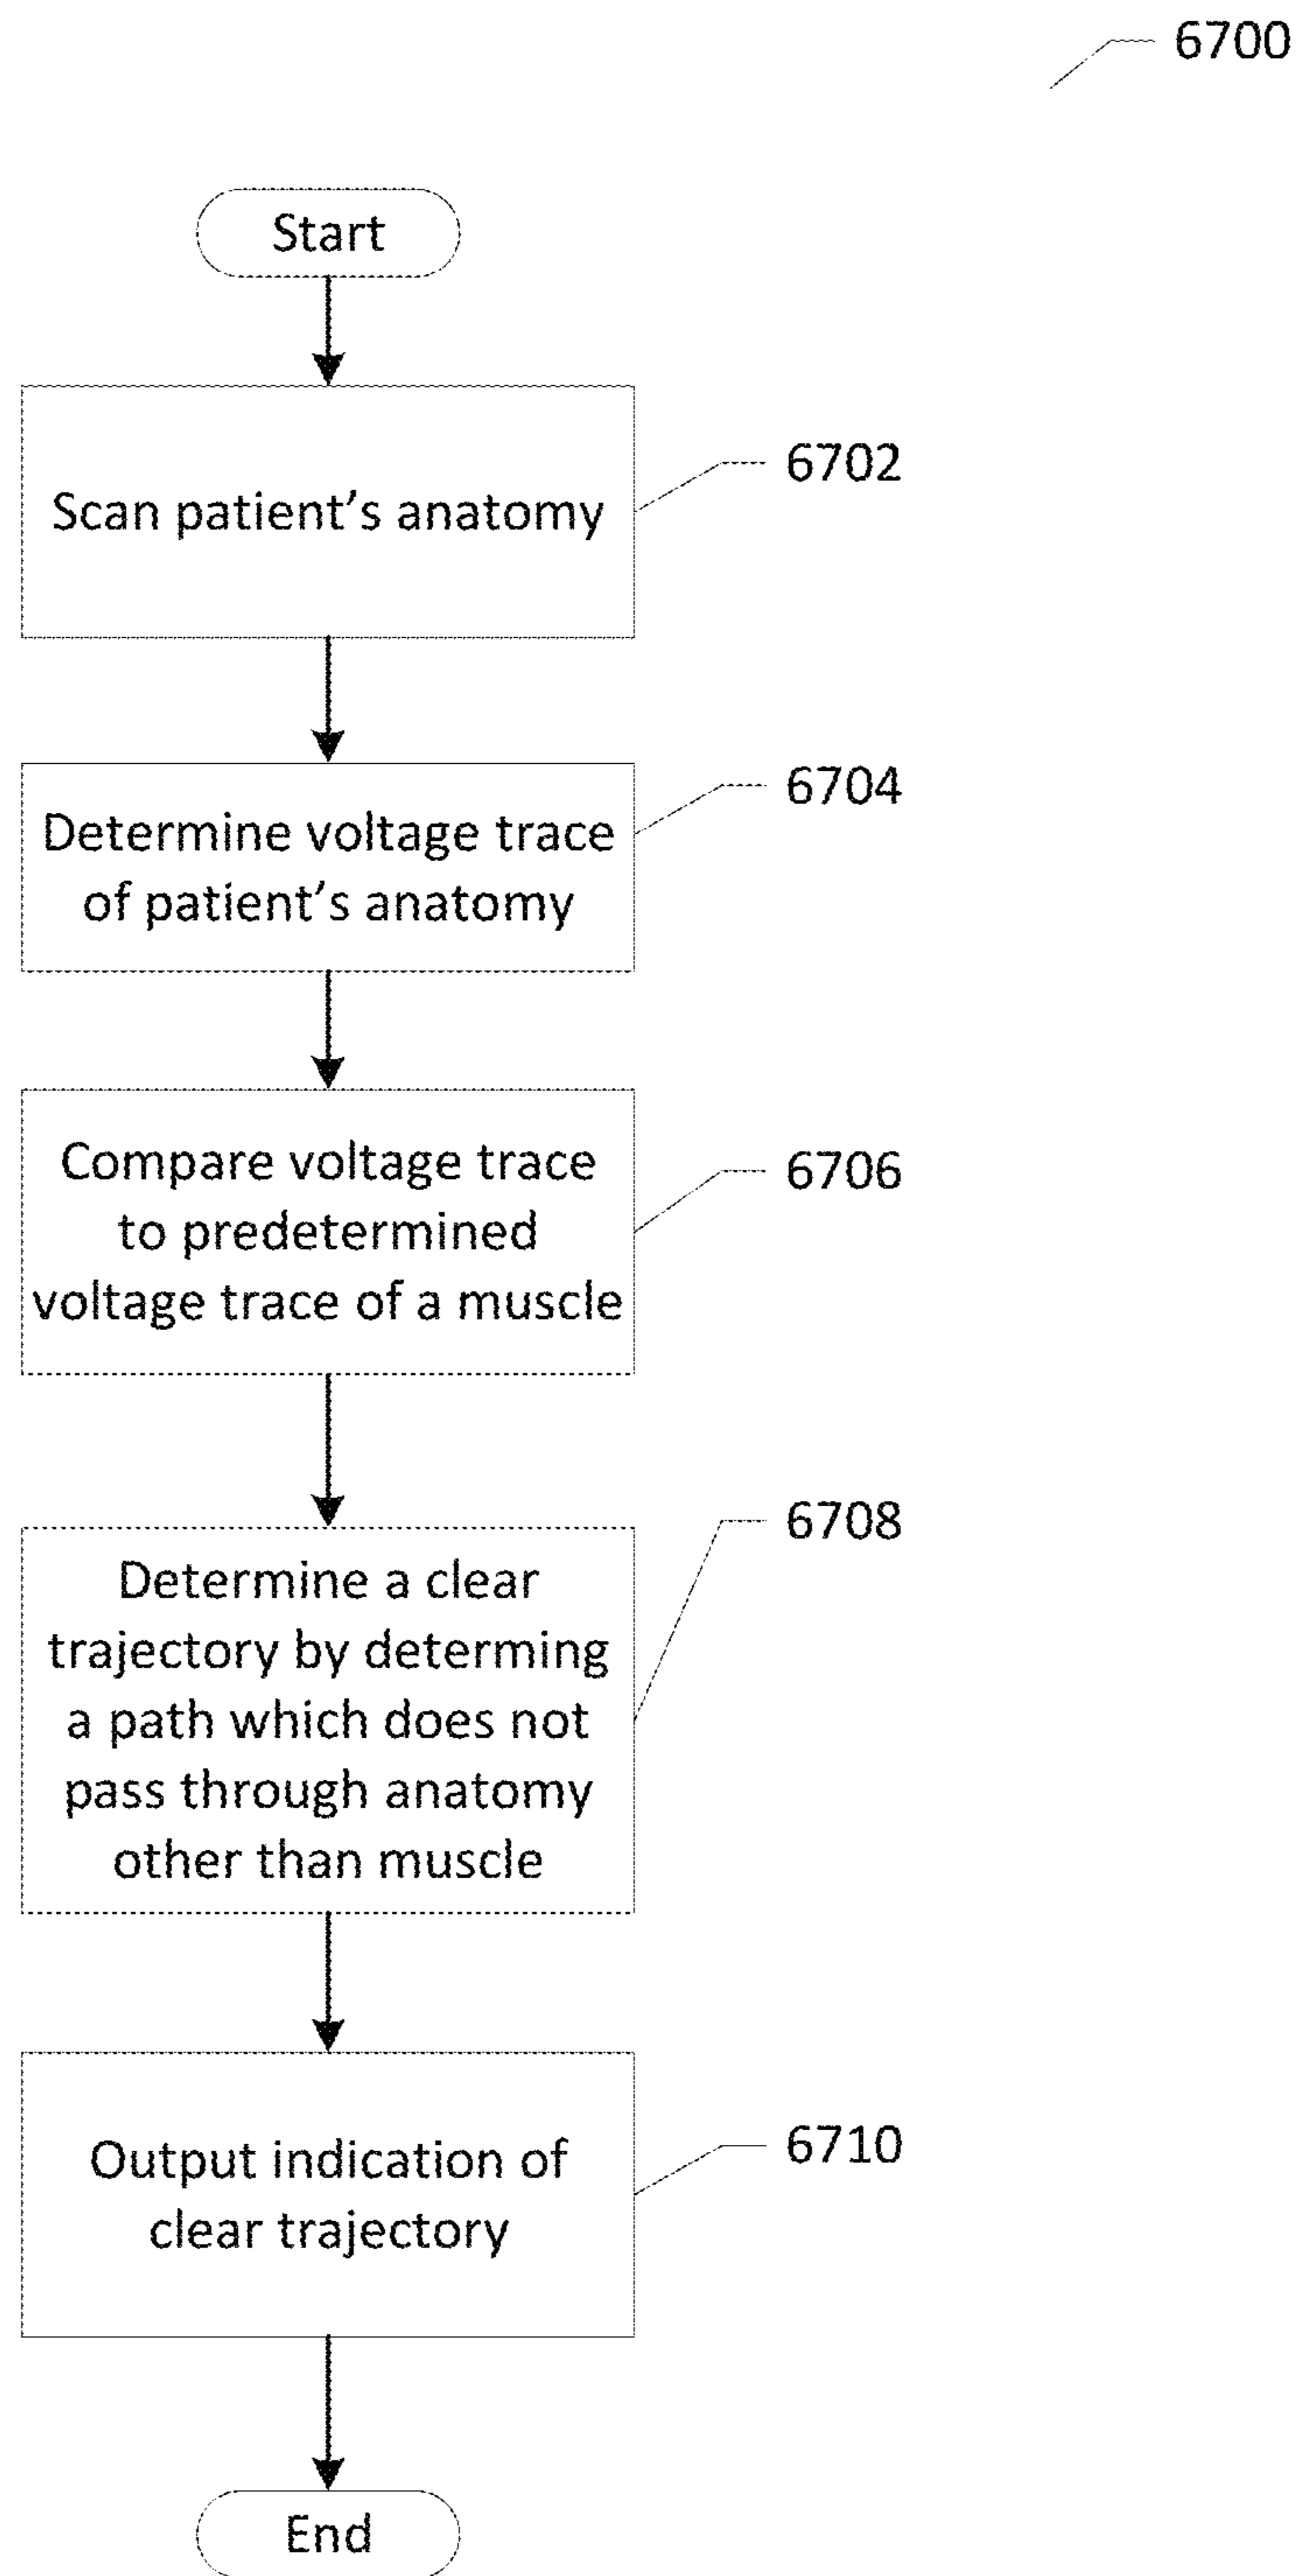 6700
Start
Scan patient's anatomy
6702
Determine voltage trace
of patient's anatomy
6704
Compare voltage trace
to predetermined
voltage trace of a muscle
6706
Determine a clear
trajectory by determing
a path which does not
pass through anatomy
other than muscle
6708
Output indication of
clear trajectory
6710
End